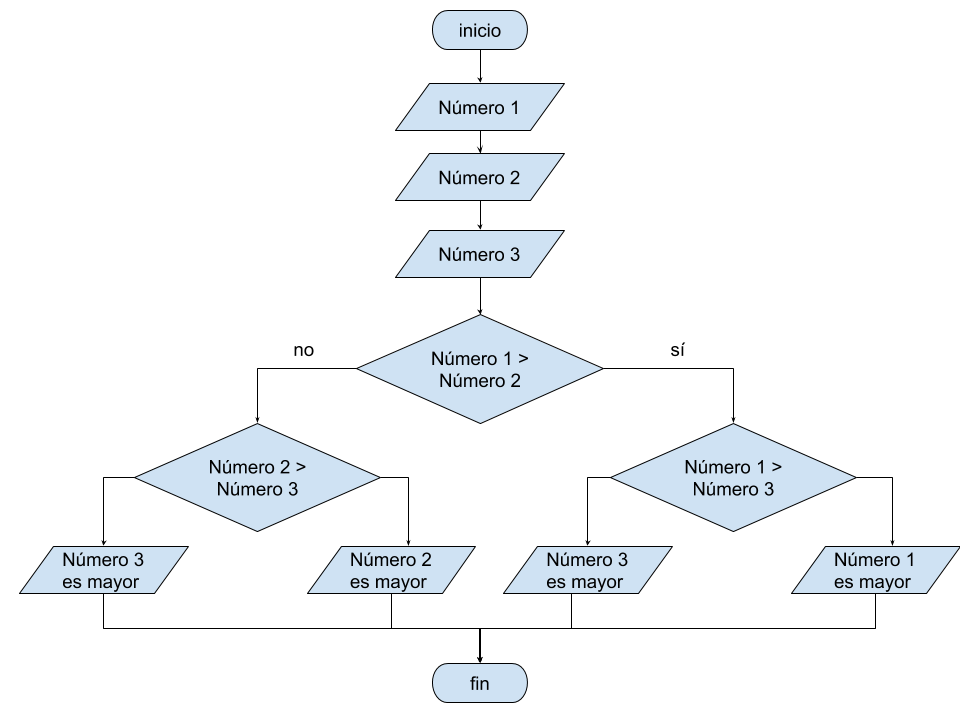 inicio
Número 1
Número 2
Número 3
Número 1 >
Número 2
no
sí
Número 2 >
Número 3
Número 1 >
Número 3
Número 3
es mayor
Número 2
es mayor
Número 3
es mayor
Número 1
es mayor
fin